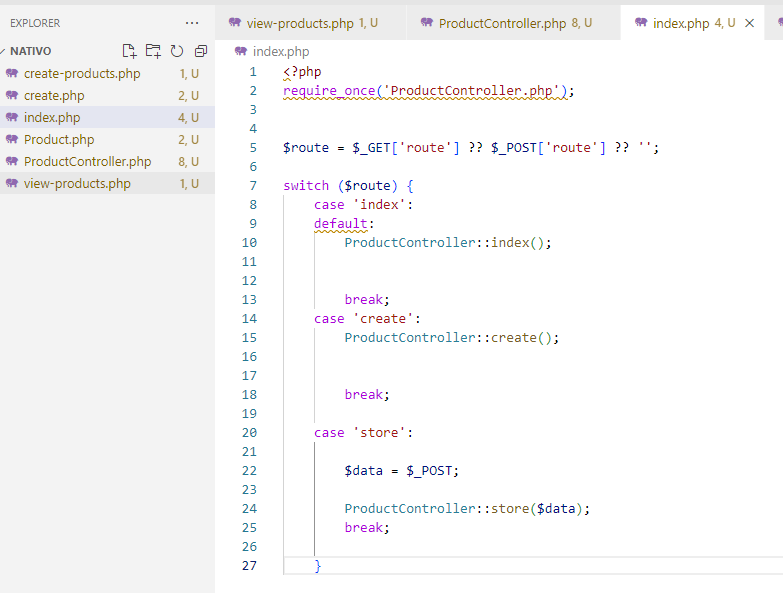 EXPLORER ...
NATIVO
create-products.php 1, U
create.php 2, U
index.php 4, U
Product.php 2, U
ProductController.php 8, U
view-products.php 1, U
view-products.php 1, U ProductController.php 8, U index.php 4, U
index.php
1 <?php
2 require_once('ProductController.php');
3
4
5 $route = $_GET['route'] ?? $_POST['route'] ?? '';
6
7 switch ($route) {
8     case 'index':
9     default:
10         ProductController::index();
11
12
13         break;
14     case 'create':
15         ProductController::create();
16
17
18         break;
19
20     case 'store':
21
22         $data = $_POST;
23
24         ProductController::store($data);
25         break;
26
27     }